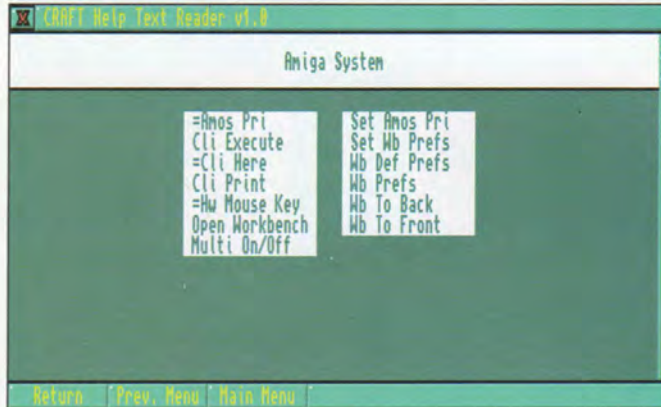 CRAFT Help Text Reader v1.0
Amiga System
=Amos Pri
Cli Execute
=Cli Here
Cli Print
=Hw Mouse Key
Open Workbench
Multi On/Off
Set Amos Pri
Set Wb Prefs
Wb Def Prefs
Wb Prefs
Wb To Back
Wb To Front
Return Prev. Menu Main Menu